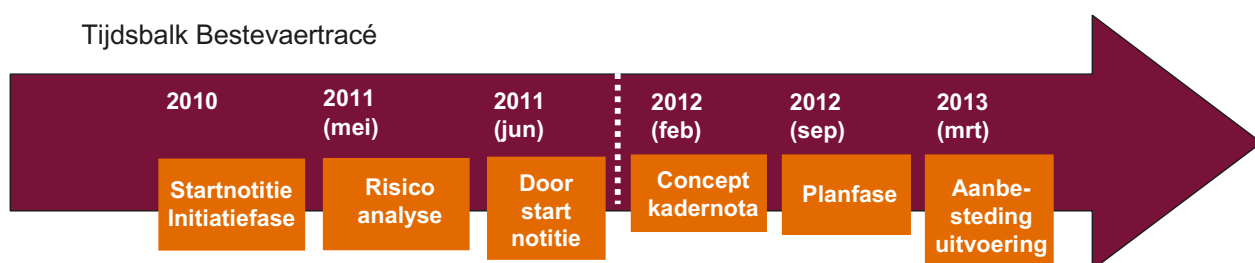 Tijdsbalk Bestevaertracé
2010
2011
(mei)
2011
(jun)
2012
(feb)
2012
(sep)
2013
(mrt)
Startnotitie
Initiatiefase
Risico
analyse
Door
start
notitie
Concept
kadernota
Planfase
Aanbe-
steding
uitvoering